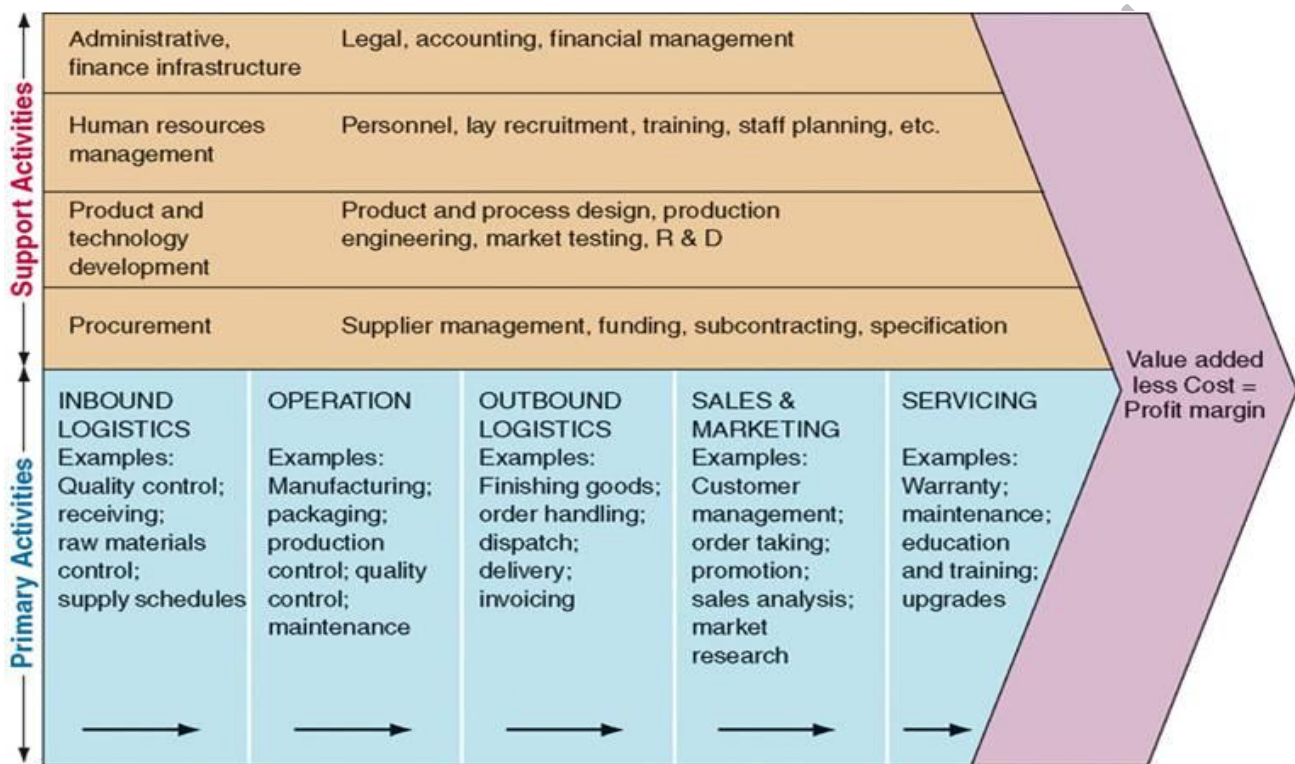 Support Activities
Administrative,
finance infrastructure
Legal, accounting, financial management
Human resources
management
Personnel, lay recruitment, training, staff planning, etc.
Product and
technology
development
Product and process design, production
engineering, market testing, R & D
Procurement
Supplier management, funding, subcontracting, specification
Primary Activities
INBOUND
LOGISTICS
Examples:
Quality control;
receiving;
raw materials
control;
supply schedules
OPERATION
Examples:
Manufacturing;
packaging;
production
control; quality
control;
maintenance
OUTBOUND
LOGISTICS
Examples:
Finishing goods;
order handling;
dispatch;
delivery;
invoicing
SALES &
MARKETING
Examples:
Customer
management;
order taking;
promotion;
sales analysis;
market
research
SERVICING
Examples:
Warranty;
maintenance;
education
and training;
upgrades
Value added
less Cost =
Profit margin